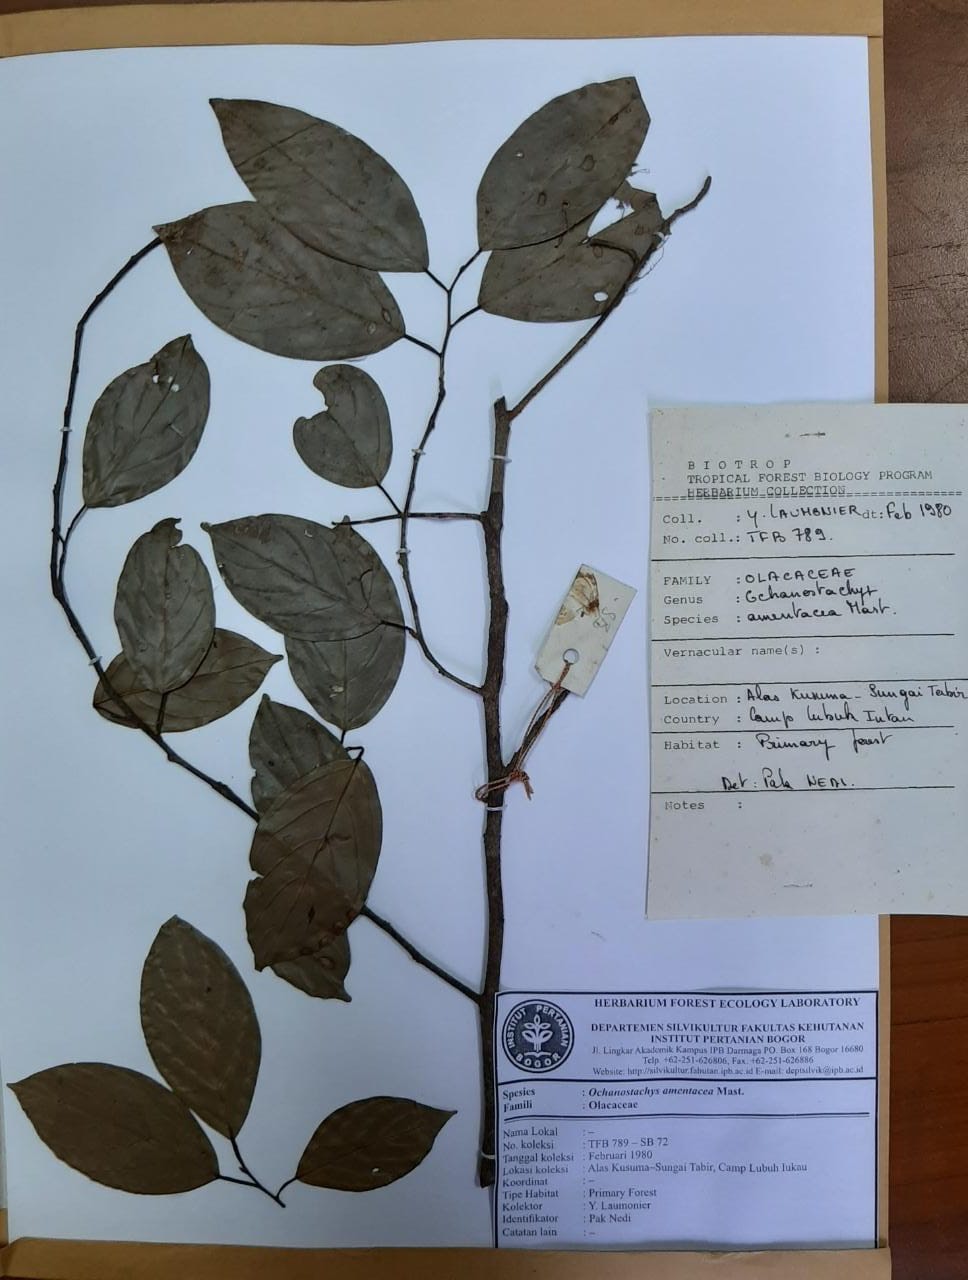 B I O T R O P
TROPICAL FOREST BIOLOGY PROGRAM
HERBARIUM COLLECTION
Coll. : Y. LAUMONIER dt: Feb 1980
No. coll.: TFB 789.
FAMILY : OLACACEAE
Genus : Ochanostachys
Species : amentacea Mast.
Vernacular name(s) :
Location : Alas Kusuma - Sungai Tabir
Country : Camp lubuk Intan
Habitat : Primary forest
Det : Pak NEDI.
Notes :
INSTITUT PERTANIAN BOGOR
HERBARIUM FOREST ECOLOGY LABORATORY
DEPARTEMEN SILVIKULTUR FAKULTAS KEHUTANAN
INSTITUT PERTANIAN BOGOR
Jl. Lingkar Akademik Kampus IPB Darmaga PO. Box 168 Bogor 16680
Telp. +62-251-626806, Fax. +62-251-626886
Website: http://silvikultur.fahutan.ipb.ac.id E-mail: deptsilvik@ipb.ac.id
Spesies : Ochanostachys amentacea Mast.
Famili : Olacaceae
Nama Lokal : –
No. koleksi : TFB 789 – SB 72
Tanggal koleksi : Februari 1980
Lokasi koleksi : Alas Kusuma–Sungai Tabir, Camp Lubuh Iukau
Koordinat : –
Tipe Habitat : Primary Forest
Kolektor : Y. Laumonier
Identifikator : Pak Nedi
Catatan lain : –